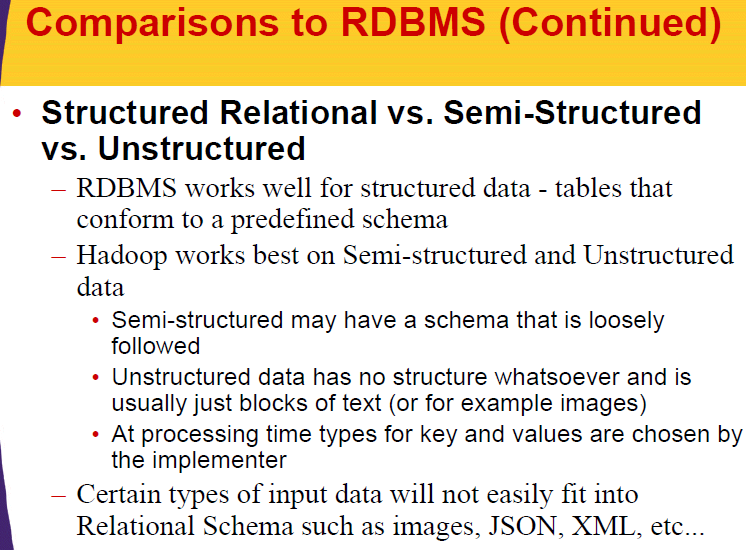 Comparisons to RDBMS (Continued)
• Structured Relational vs. Semi-Structured
vs. Unstructured
– RDBMS works well for structured data - tables that
conform to a predefined schema
– Hadoop works best on Semi-structured and Unstructured
data
• Semi-structured may have a schema that is loosely
followed
• Unstructured data has no structure whatsoever and is
usually just blocks of text (or for example images)
• At processing time types for key and values are chosen by
the implementer
– Certain types of input data will not easily fit into
Relational Schema such as images, JSON, XML, etc...